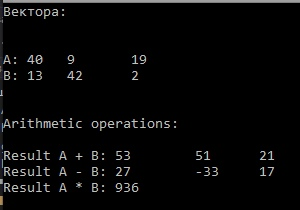 Вектора:
A: 40 9 19
B: 13 42 2
Arithmetic operations:
Result A + B: 53 51 21
Result A - B: 27 -33 17
Result A * B: 936